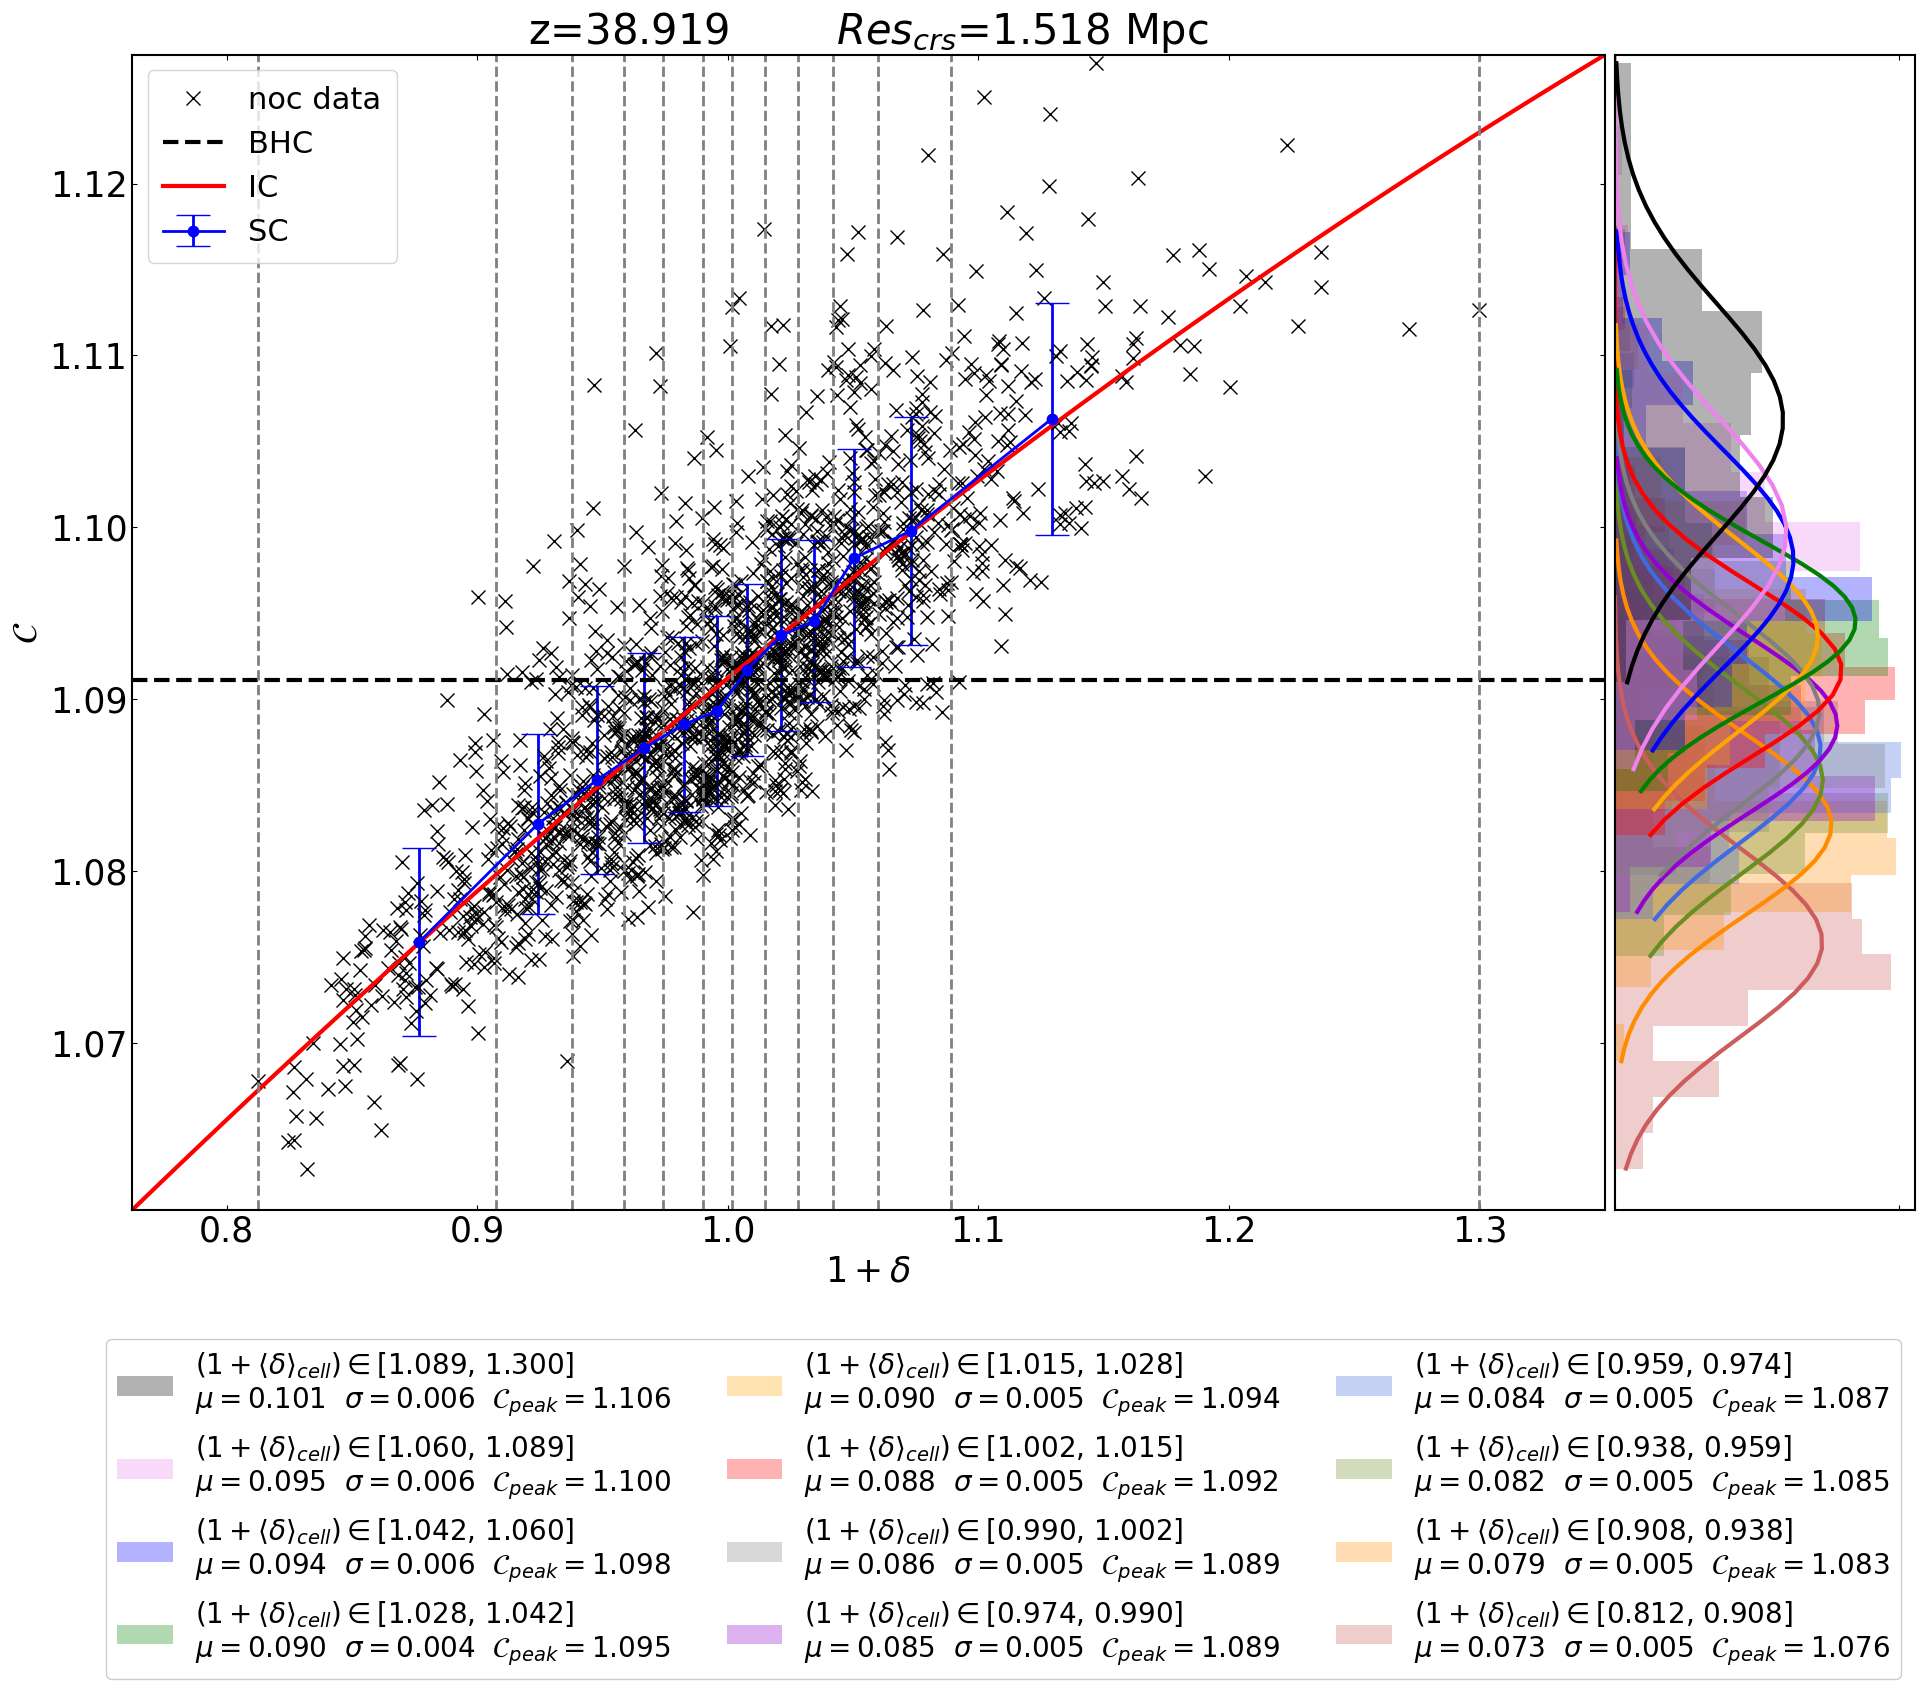 z=38.919 Res_crs=1.518 Mpc
noc data
BHC
IC
SC
1.12
1.11
1.10
1.09
1.08
1.07
𝒞
0.8 0.9 1.0 1.1 1.2 1.3
1 + δ
(1 + ⟨δ⟩_cell) ∈ [1.089, 1.300]
μ = 0.101 σ = 0.006 𝒞_peak = 1.106
(1 + ⟨δ⟩_cell) ∈ [1.060, 1.089]
μ = 0.095 σ = 0.006 𝒞_peak = 1.100
(1 + ⟨δ⟩_cell) ∈ [1.042, 1.060]
μ = 0.094 σ = 0.006 𝒞_peak = 1.098
(1 + ⟨δ⟩_cell) ∈ [1.028, 1.042]
μ = 0.090 σ = 0.004 𝒞_peak = 1.095
(1 + ⟨δ⟩_cell) ∈ [1.015, 1.028]
μ = 0.090 σ = 0.005 𝒞_peak = 1.094
(1 + ⟨δ⟩_cell) ∈ [1.002, 1.015]
μ = 0.088 σ = 0.005 𝒞_peak = 1.092
(1 + ⟨δ⟩_cell) ∈ [0.990, 1.002]
μ = 0.086 σ = 0.005 𝒞_peak = 1.089
(1 + ⟨δ⟩_cell) ∈ [0.974, 0.990]
μ = 0.085 σ = 0.005 𝒞_peak = 1.089
(1 + ⟨δ⟩_cell) ∈ [0.959, 0.974]
μ = 0.084 σ = 0.005 𝒞_peak = 1.087
(1 + ⟨δ⟩_cell) ∈ [0.938, 0.959]
μ = 0.082 σ = 0.005 𝒞_peak = 1.085
(1 + ⟨δ⟩_cell) ∈ [0.908, 0.938]
μ = 0.079 σ = 0.005 𝒞_peak = 1.083
(1 + ⟨δ⟩_cell) ∈ [0.812, 0.908]
μ = 0.073 σ = 0.005 𝒞_peak = 1.076